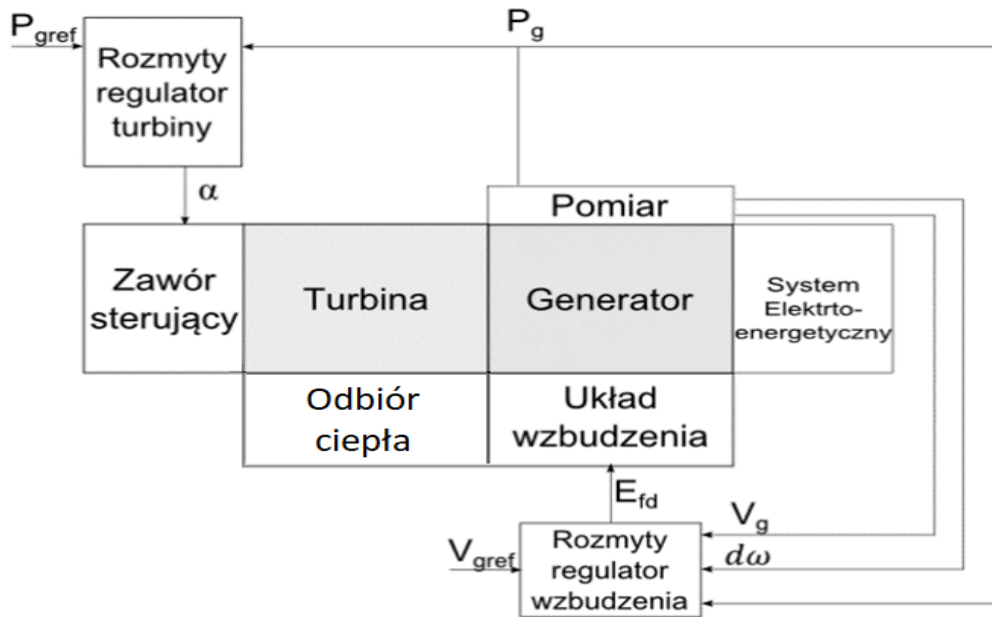 P_gref
P_g
Rozmyty
regulator
turbiny
α
Pomiar
Zawór
sterujący
Turbina
Generator
System
Elektrto-
energetyczny
Odbiór
ciepła
Układ
wzbudzenia
E_fd
V_g
V_gref
Rozmyty
regulator
wzbudzenia
dω